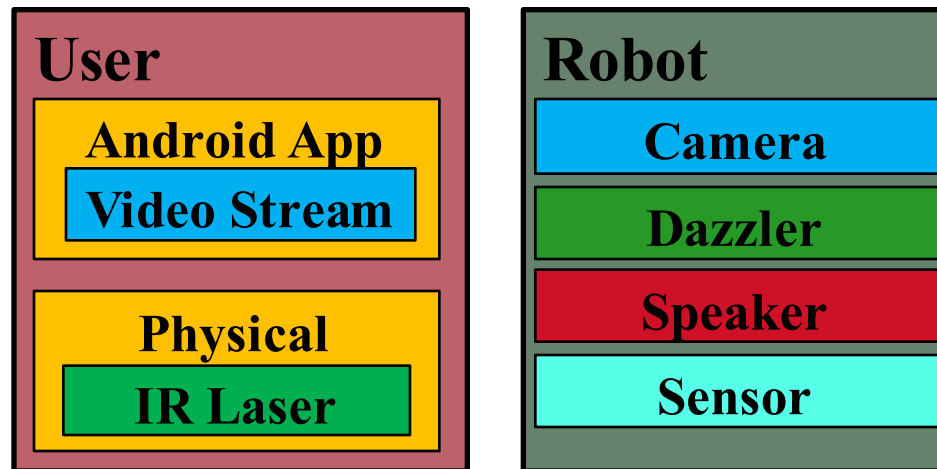 User
Android App
Video Stream
Physical
IR Laser
Robot
Camera
Dazzler
Speaker
Sensor